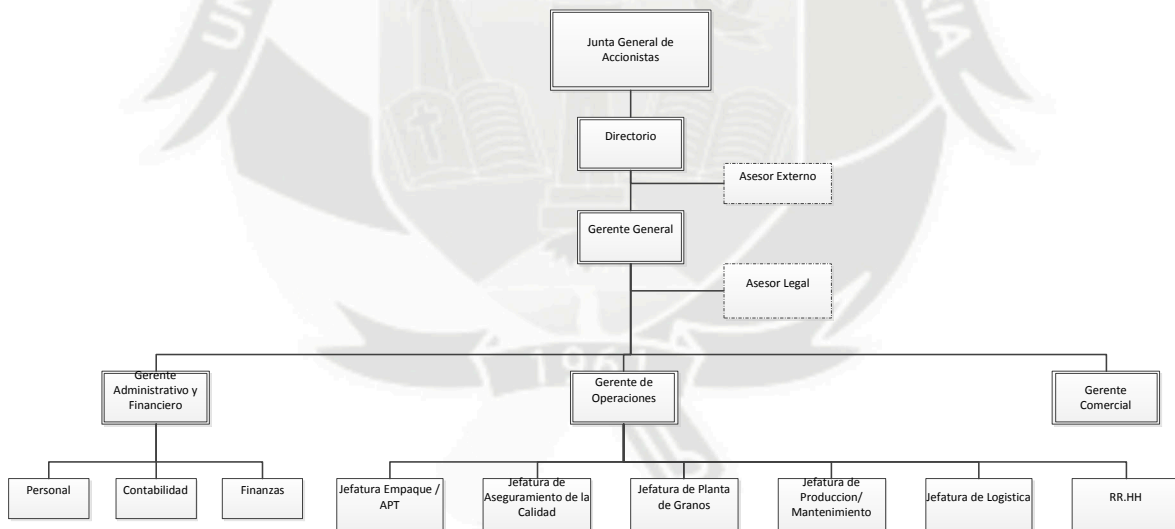 Junta General de
Accionistas
Directorio
Asesor Externo
Gerente General
Asesor Legal
1961
Gerente
Administrativo y
Financiero
Gerente de
Operaciones
Gerente
Comercial
Personal
Contabilidad
Finanzas
Jefatura Empaque /
APT
Jefatura de
Aseguramiento de la
Calidad
Jefatura de Planta
de Granos
Jefatura de
Produccion/
Mantenimiento
Jefatura de Logistica
RR.HH